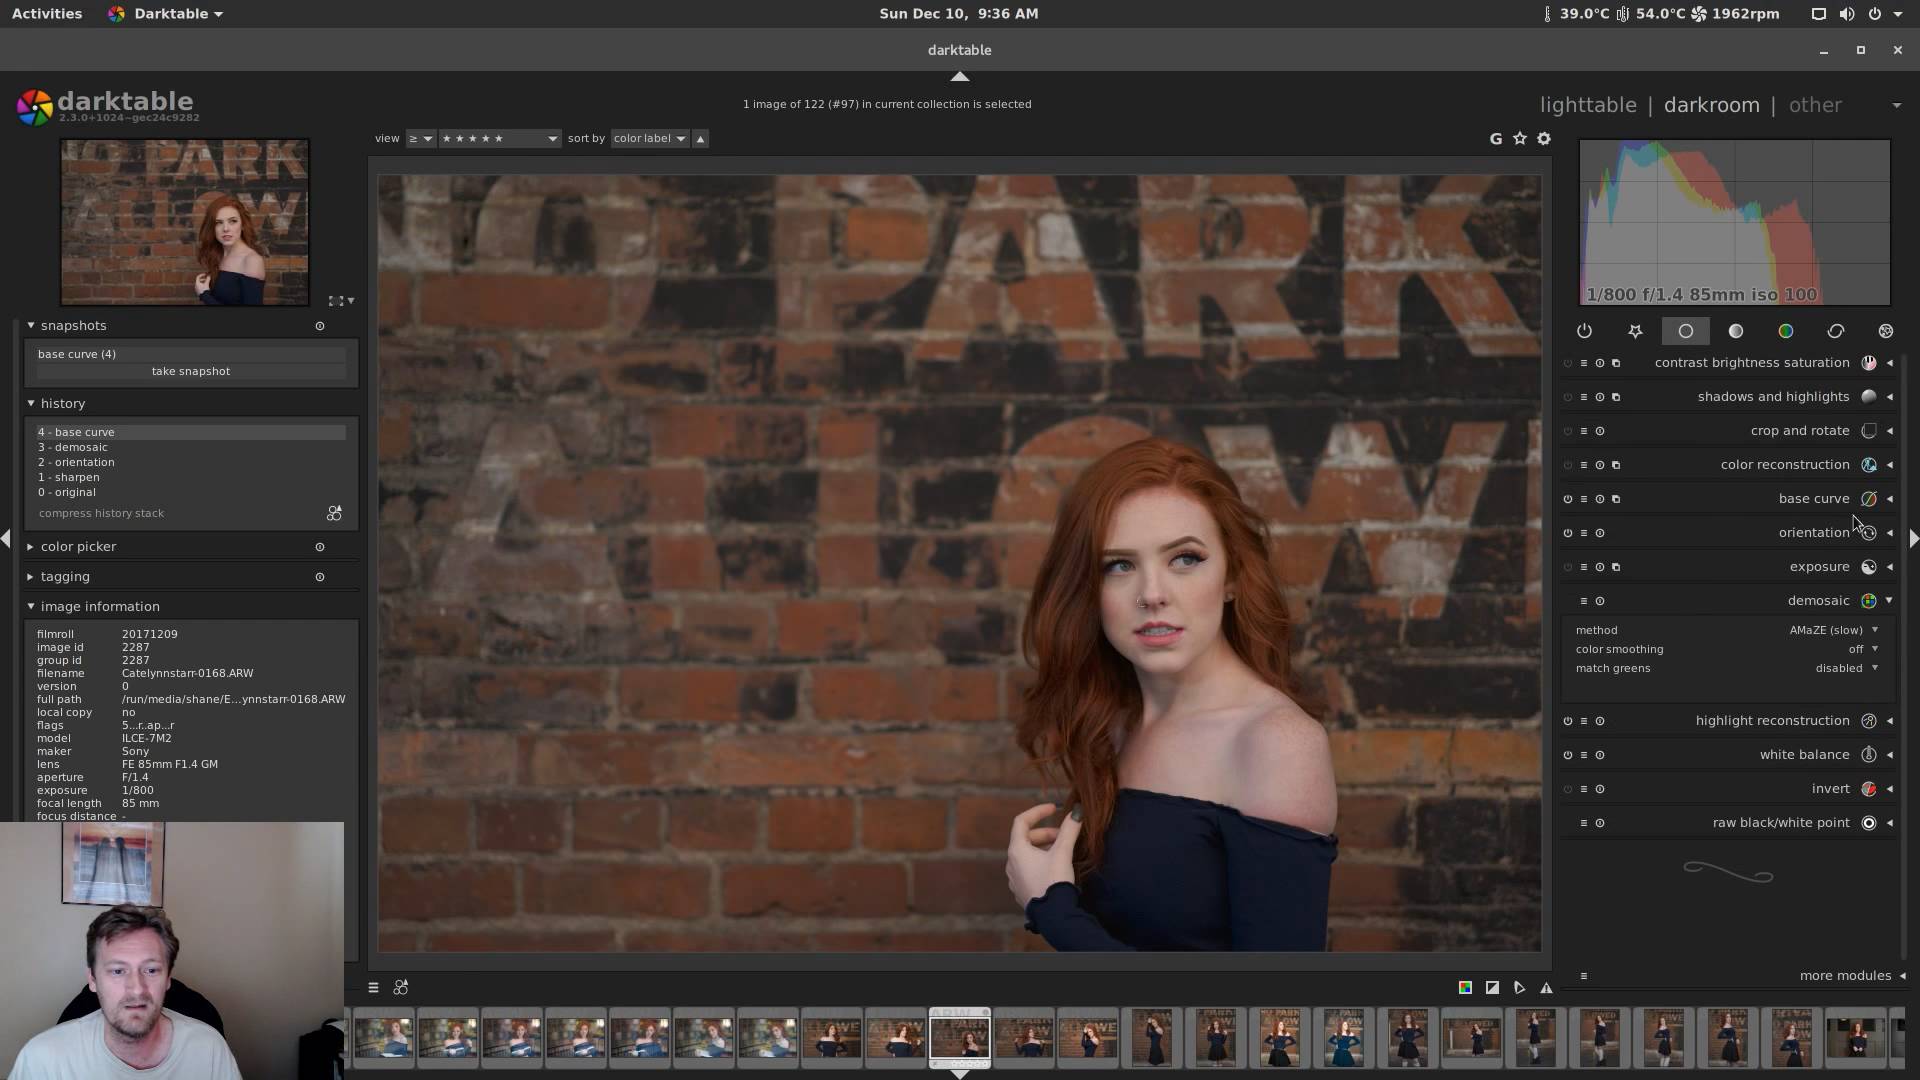 Activities
Darktable
Sun Dec 10, 9:36 AM
39.0°C
54.0°C
1962rpm
darktable
darktable
2.3.0+1024~gec24c9282
1 image of 122 (#97) in current collection is selected
lighttable | darkroom | other
view ≥ ★ ★ ★ ★ ★ sort by color label
G
NO PARK
ALLOW
1/800 f/1.4 85mm iso 100
snapshots
base curve (4)
take snapshot
history
4 - base curve
3 - demosaic
2 - orientation
1 - sharpen
0 - original
compress history stack
color picker
tagging
image information
filmroll 20171209
image id 2287
group id 2287
filename Catelynnstarr-0168.ARW
version 0
full path /run/media/shane/E...ynnstarr-0168.ARW
local copy no
flags 5...r..ap...r
model ILCE-7M2
maker Sony
lens FE 85mm F1.4 GM
aperture F/1.4
exposure 1/800
focal length 85 mm
focus distance -
contrast brightness saturation
shadows and highlights
crop and rotate
color reconstruction
base curve
orientation
exposure
demosaic
method AMaZE (slow)
color smoothing off
match greens disabled
highlight reconstruction
white balance
invert
raw black/white point
more modules